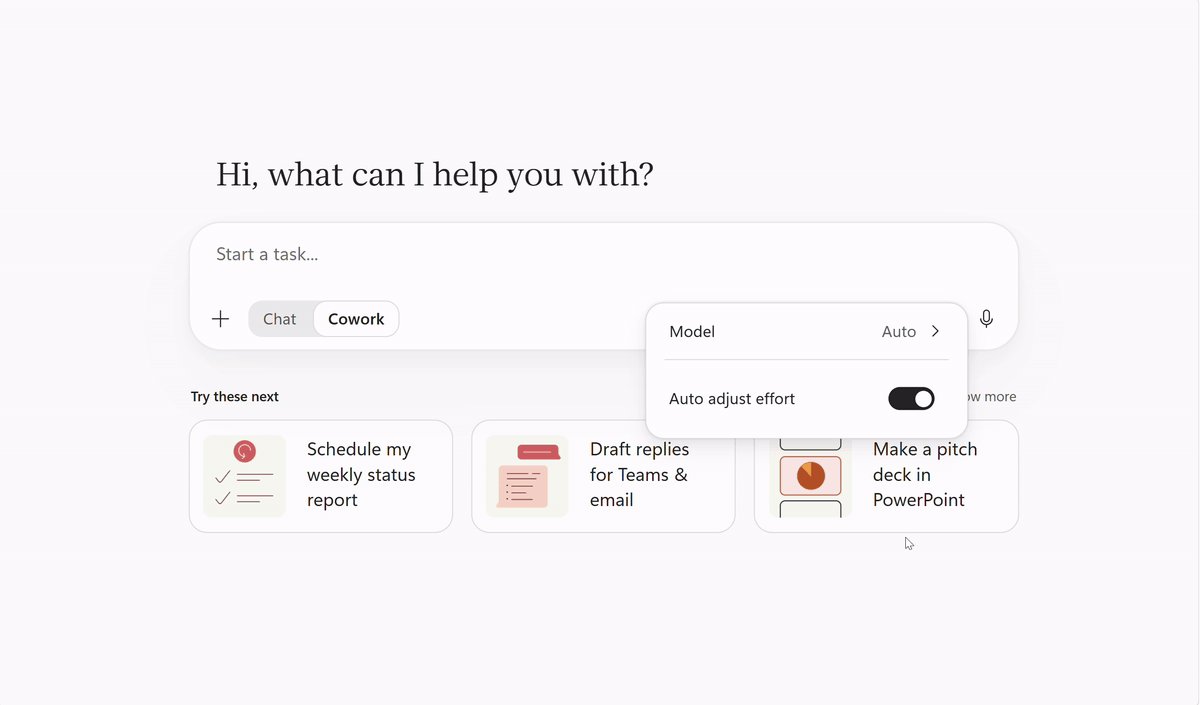 Hi, what can I help you with?
Start a task...
Chat
Cowork
Model
Auto
Auto adjust effort
Try these next
more
Schedule my
weekly status
report
Draft replies
for Teams &
email
Make a pitch
deck in
PowerPoint